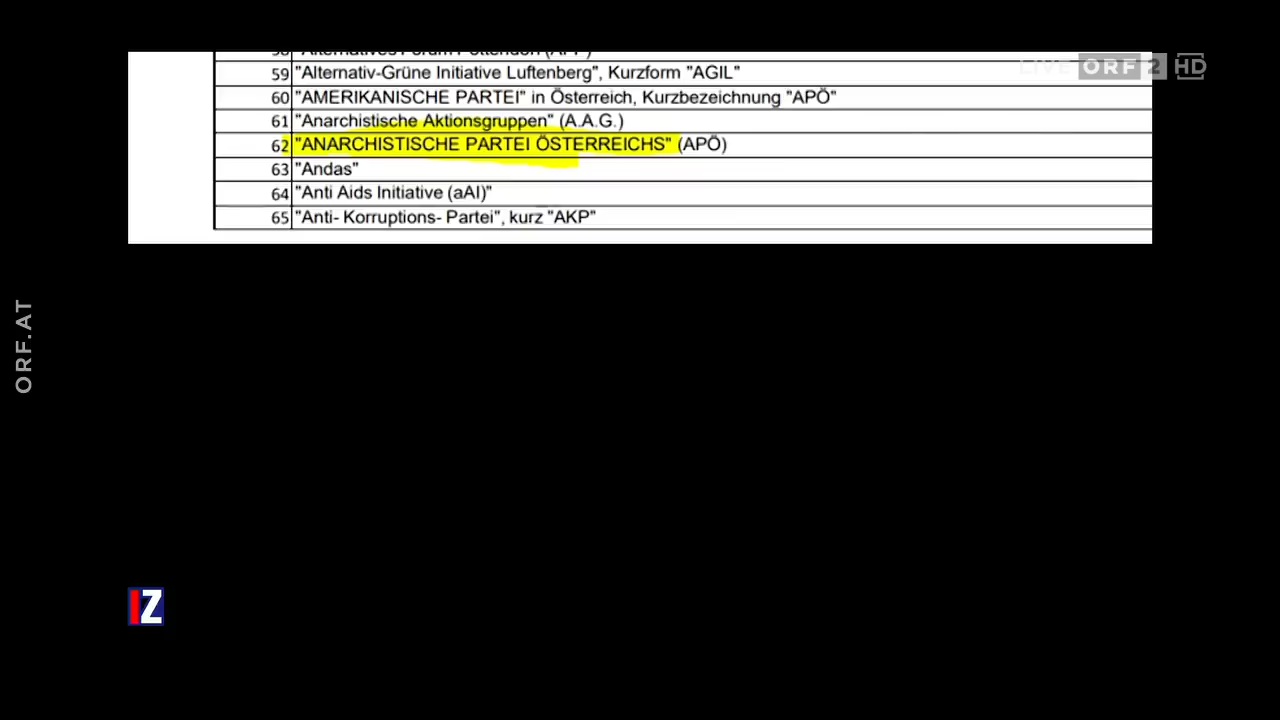 59 "Alternativ-Grüne Initiative Luftenberg", Kurzform "AGIL"
LIVE ORF 2 HD
60 "AMERIKANISCHE PARTEI" in Österreich, Kurzbezeichnung "APÖ"
61 "Anarchistische Aktionsgruppen" (A.A.G.)
62 "ANARCHISTISCHE PARTEI ÖSTERREICHS" (APÖ)
63 "Andas"
64 "Anti Aids Initiative (aAI)"
65 "Anti- Korruptions- Partei", kurz "AKP"
ORF.AT
IZ